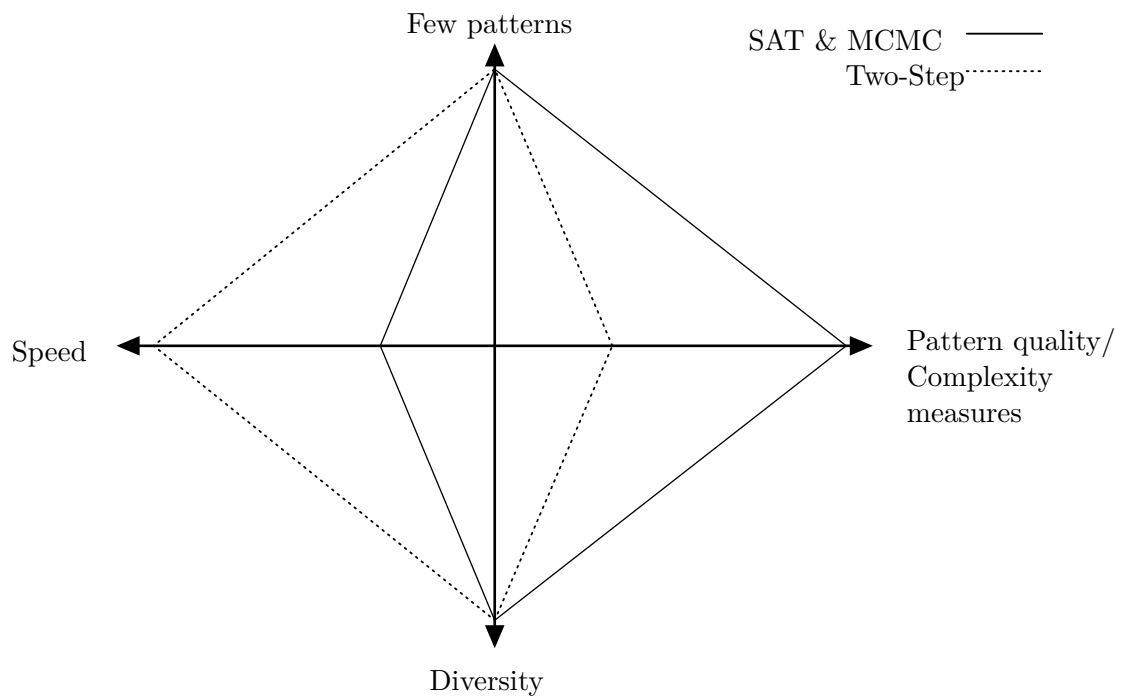 Few patterns
SAT & MCMC
Two-Step
Speed
Pattern quality/
Complexity
measures
Diversity